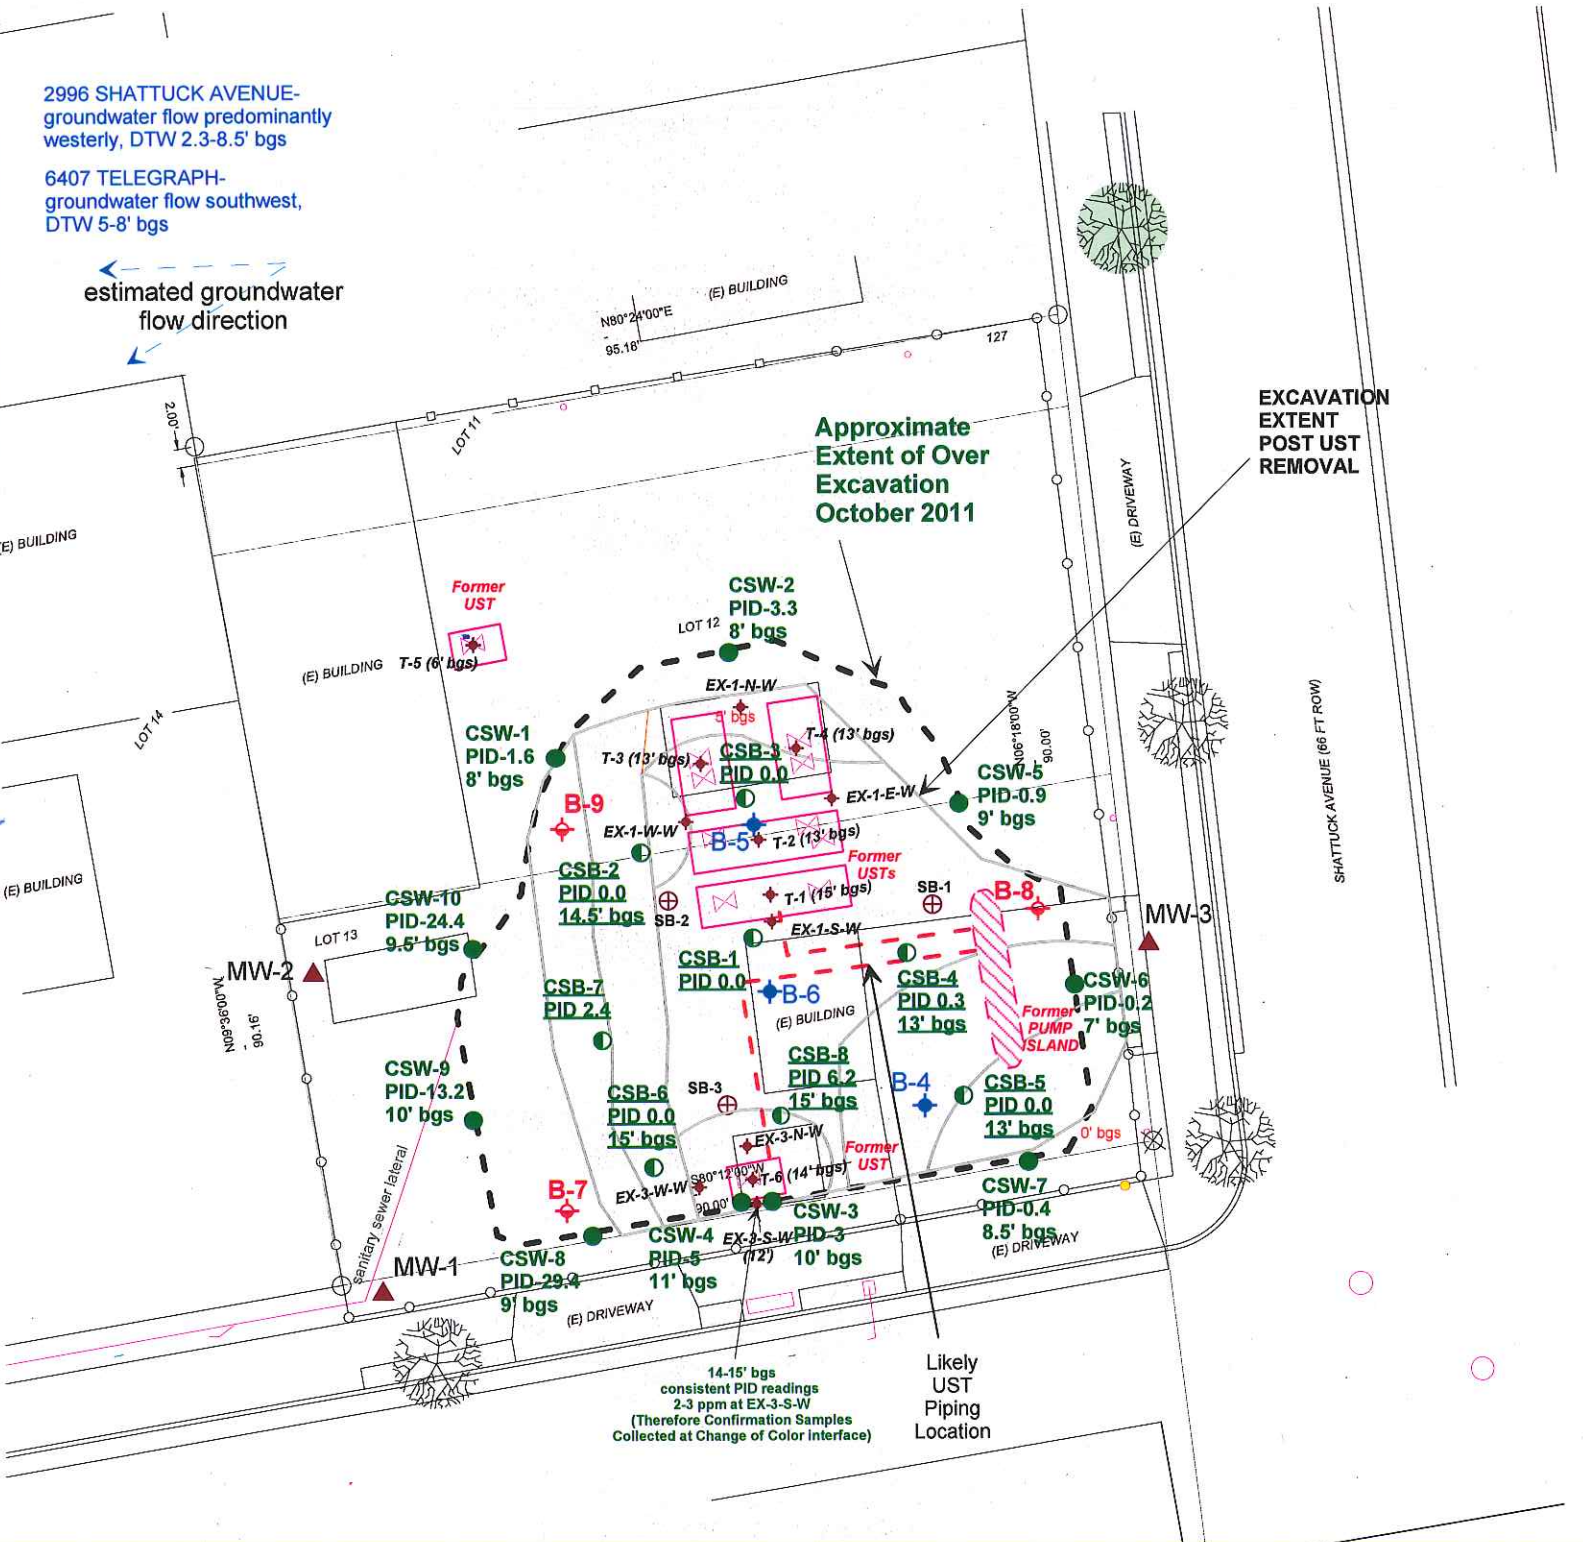 2996 SHATTUCK AVENUE-
groundwater flow predominantly
westerly, DTW 2.3-8.5' bgs
6407 TELEGRAPH-
groundwater flow southwest,
DTW 5-8' bgs
estimated groundwater
flow direction
(E) BUILDING
N80°24'00"E
95.18'
127
2.00'
LOT 11
EXCAVATION
EXTENT
POST UST
REMOVAL
Approximate
Extent of Over
Excavation
October 2011
(E) DRIVEWAY
(E) BUILDING
Former
UST
T-5 (6' bgs)
(E) BUILDING
LOT 12
CSW-2
PID-3.3
8' bgs
LOT 14
EX-1-N-W
5' bgs
CSW-1
PID-1.6
8' bgs
T-3 (13' bgs)
CSB-3
PID 0.0
T-4 (13' bgs)
N06°18'00"W
90.00'
SHATTUCK AVENUE (66 FT ROW)
CSW-5
PID-0.9
9' bgs
EX-1-E-W
B-9
EX-1-W-W
B-5
T-2 (13' bgs)
Former
USTs
CSB-2
PID 0.0
14.5' bgs
(E) BUILDING
T-1 (15' bgs)
SB-1
B-8
SB-2
CSW-10
PID-24.4
9.5' bgs
EX-1-S-W
MW-3
LOT 13
MW-2
CSB-1
PID 0.0
CSB-4
PID 0.3
13' bgs
CSW-6
PID-0.2
7' bgs
CSB-7
PID 2.4
B-6
(E) BUILDING
Former
PUMP
ISLAND
90.16'
CSW-9
PID-13.2
10' bgs
CSB-8
PID 6.2
15' bgs
B-4
CSB-5
PID 0.0
13' bgs
SB-3
CSB-6
PID 0.0
15' bgs
0' bgs
EX-3-N-W
Former
UST
S80°12'00"W
T-6 (14' bgs)
EX-3-W-W
90.00'
sanitary sewer lateral
B-7
CSW-7
PID-0.4
8.5' bgs
CSW-3
PID-3
10' bgs
CSW-4
PID-5
11' bgs
EX-3-S-W
(12')
(E) DRIVEWAY
CSW-8
PID-29.4
9' bgs
MW-1
(E) DRIVEWAY
14-15' bgs
consistent PID readings
2-3 ppm at EX-3-S-W
(Therefore Confirmation Samples
Collected at Change of Color interface)
Likely
UST
Piping
Location